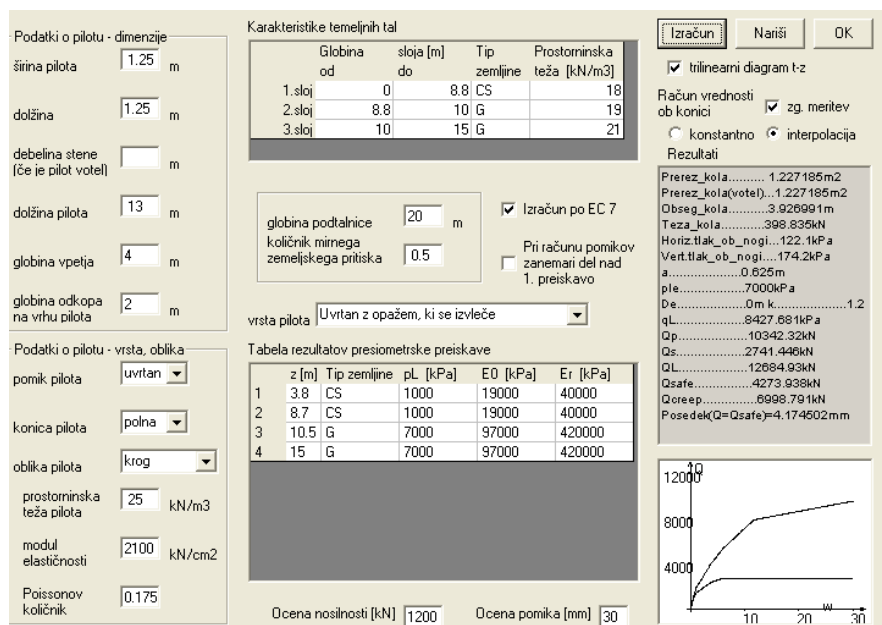 Podatki o pilotu - dimenzije
širina pilota 1.25 m
dolžina 1.25 m
debelina stene
(če je pilot votel) m
dolžina pilota 13 m
globina vpetja 4 m
globina odkopa
na vrhu pilota 2 m
Podatki o pilotu - vrsta, oblika
pomik pilota uvrtan
konica pilota polna
oblika pilota krog
prostorninska
teža pilota 25 kN/m3
modul
elastičnosti 2100 kN/cm2
Poissonov
količnik 0.175
Karakteristike temeljnih tal
Globina sloja [m] Tip Prostorninska
od do zemljine teža [kN/m3]
1.sloj 0 8.8 CS 18
2.sloj 8.8 10 G 19
3.sloj 10 15 G 21
globina podtalnice 20 m
količnik mirnega
zemeljskega pritiska 0.5
Izračun po EC 7
Pri računu pomikov
zanemari del nad
1. preiskavo
vrsta pilota Uvrtan z opažem, ki se izvleče
Tabela rezultatov presiometrske preiskave
z [m] Tip zemljine pL [kPa] E0 [kPa] Er [kPa]
1 3.8 CS 1000 19000 40000
2 8.7 CS 1000 19000 40000
3 10.5 G 7000 97000 420000
4 15 G 7000 97000 420000
Ocena nosilnosti [kN] 1200 Ocena pomika [mm] 30
Izračun Nariši OK
trilinearni diagram t-z
Račun vrednosti
ob konici zg. meritev
konstantno interpolacija
Rezultati
Prerez_kola.......... 1.227185m2
Prerez_kola(votel)...1.227185m2
Obseg_kola...........3.926991m
Teza_kola............398.835kN
Horiz.tlak_ob_nogi...122.1kPa
Vert.tlak_ob_nogi....174.2kPa
a....................0.625m
ple..................7000kPa
De...................0m k....................1.2
qL...................8427.681kPa
Qp...................10342.32kN
Qs...................2741.446kN
QL...................12684.93kN
Qsafe................4273.938kN
Qcreep...............6998.791kN
Posedek(Q=Qsafe)=4.174502mm
Q
12000
8000
4000
w
10 20 30